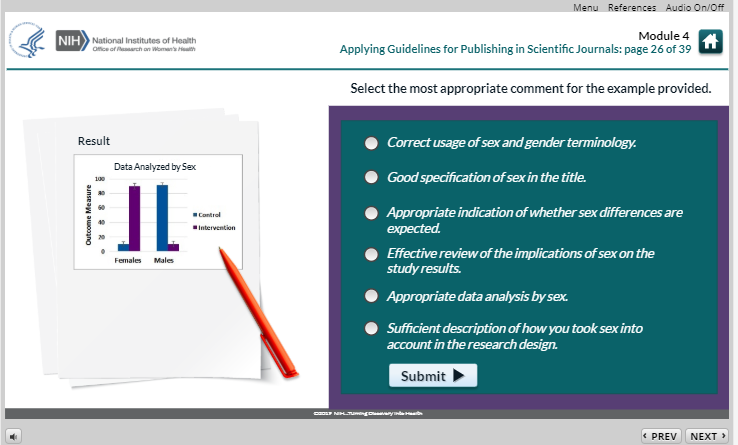 Menu References Audio On/Off
NIH National Institutes of Health
Office of Research on Women's Health
Module 4
Applying Guidelines for Publishing in Scientific Journals: page 26 of 39
Select the most appropriate comment for the example provided.
Result
Data Analyzed by Sex
Outcome Measure
100
80
60
40
20
0
Females Males
Control
Intervention
Correct usage of sex and gender terminology.
Good specification of sex in the title.
Appropriate indication of whether sex differences are
expected.
Effective review of the implications of sex on the
study results.
Appropriate data analysis by sex.
Sufficient description of how you took sex into
account in the research design.
Submit
NIH...Turning Discovery Into Health
PREV NEXT